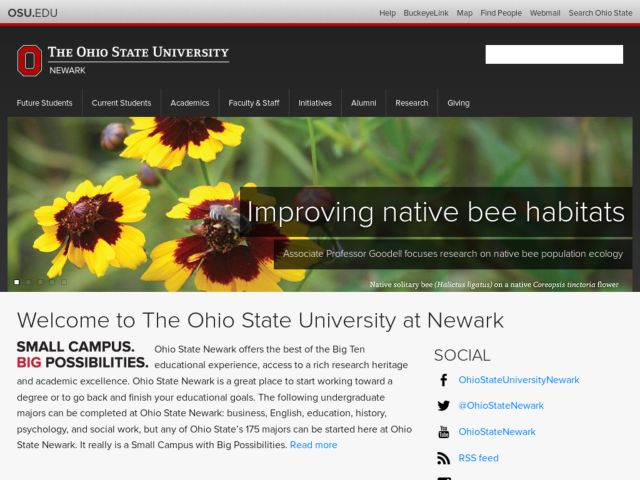 OSU.EDU
Help BuckeyeLink Map Find People Webmail Search Ohio State
THE OHIO STATE UNIVERSITY
NEWARK
Future Students Current Students Academics Faculty & Staff Initiatives Alumni Research Giving
Improving native bee habitats
Associate Professor Goodell focuses research on native bee population ecology
Native solitary bee (Halictus ligatus) on a native Coreopsis tinctoria flower
Welcome to The Ohio State University at Newark
SMALL CAMPUS.
BIG POSSIBILITIES.
Ohio State Newark offers the best of the Big Ten
educational experience, access to a rich research heritage
and academic excellence. Ohio State Newark is a great place to start working toward a
degree or to go back and finish your educational goals. The following undergraduate
majors can be completed at Ohio State Newark: business, English, education, history,
psychology, and social work, but any of Ohio State's 175 majors can be started here at Ohio
State Newark. It really is a Small Campus with Big Possibilities. Read more
SOCIAL
OhioStateUniversityNewark
@OhioStateNewark
OhioStateNewark
RSS feed